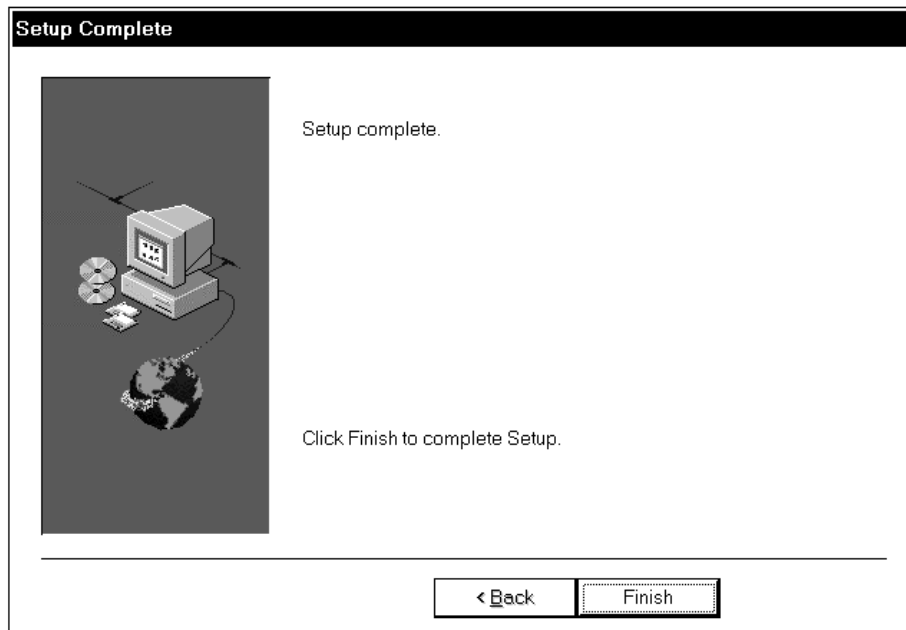 Setup Complete
Setup complete.
Click Finish to complete Setup.
< Back
Finish